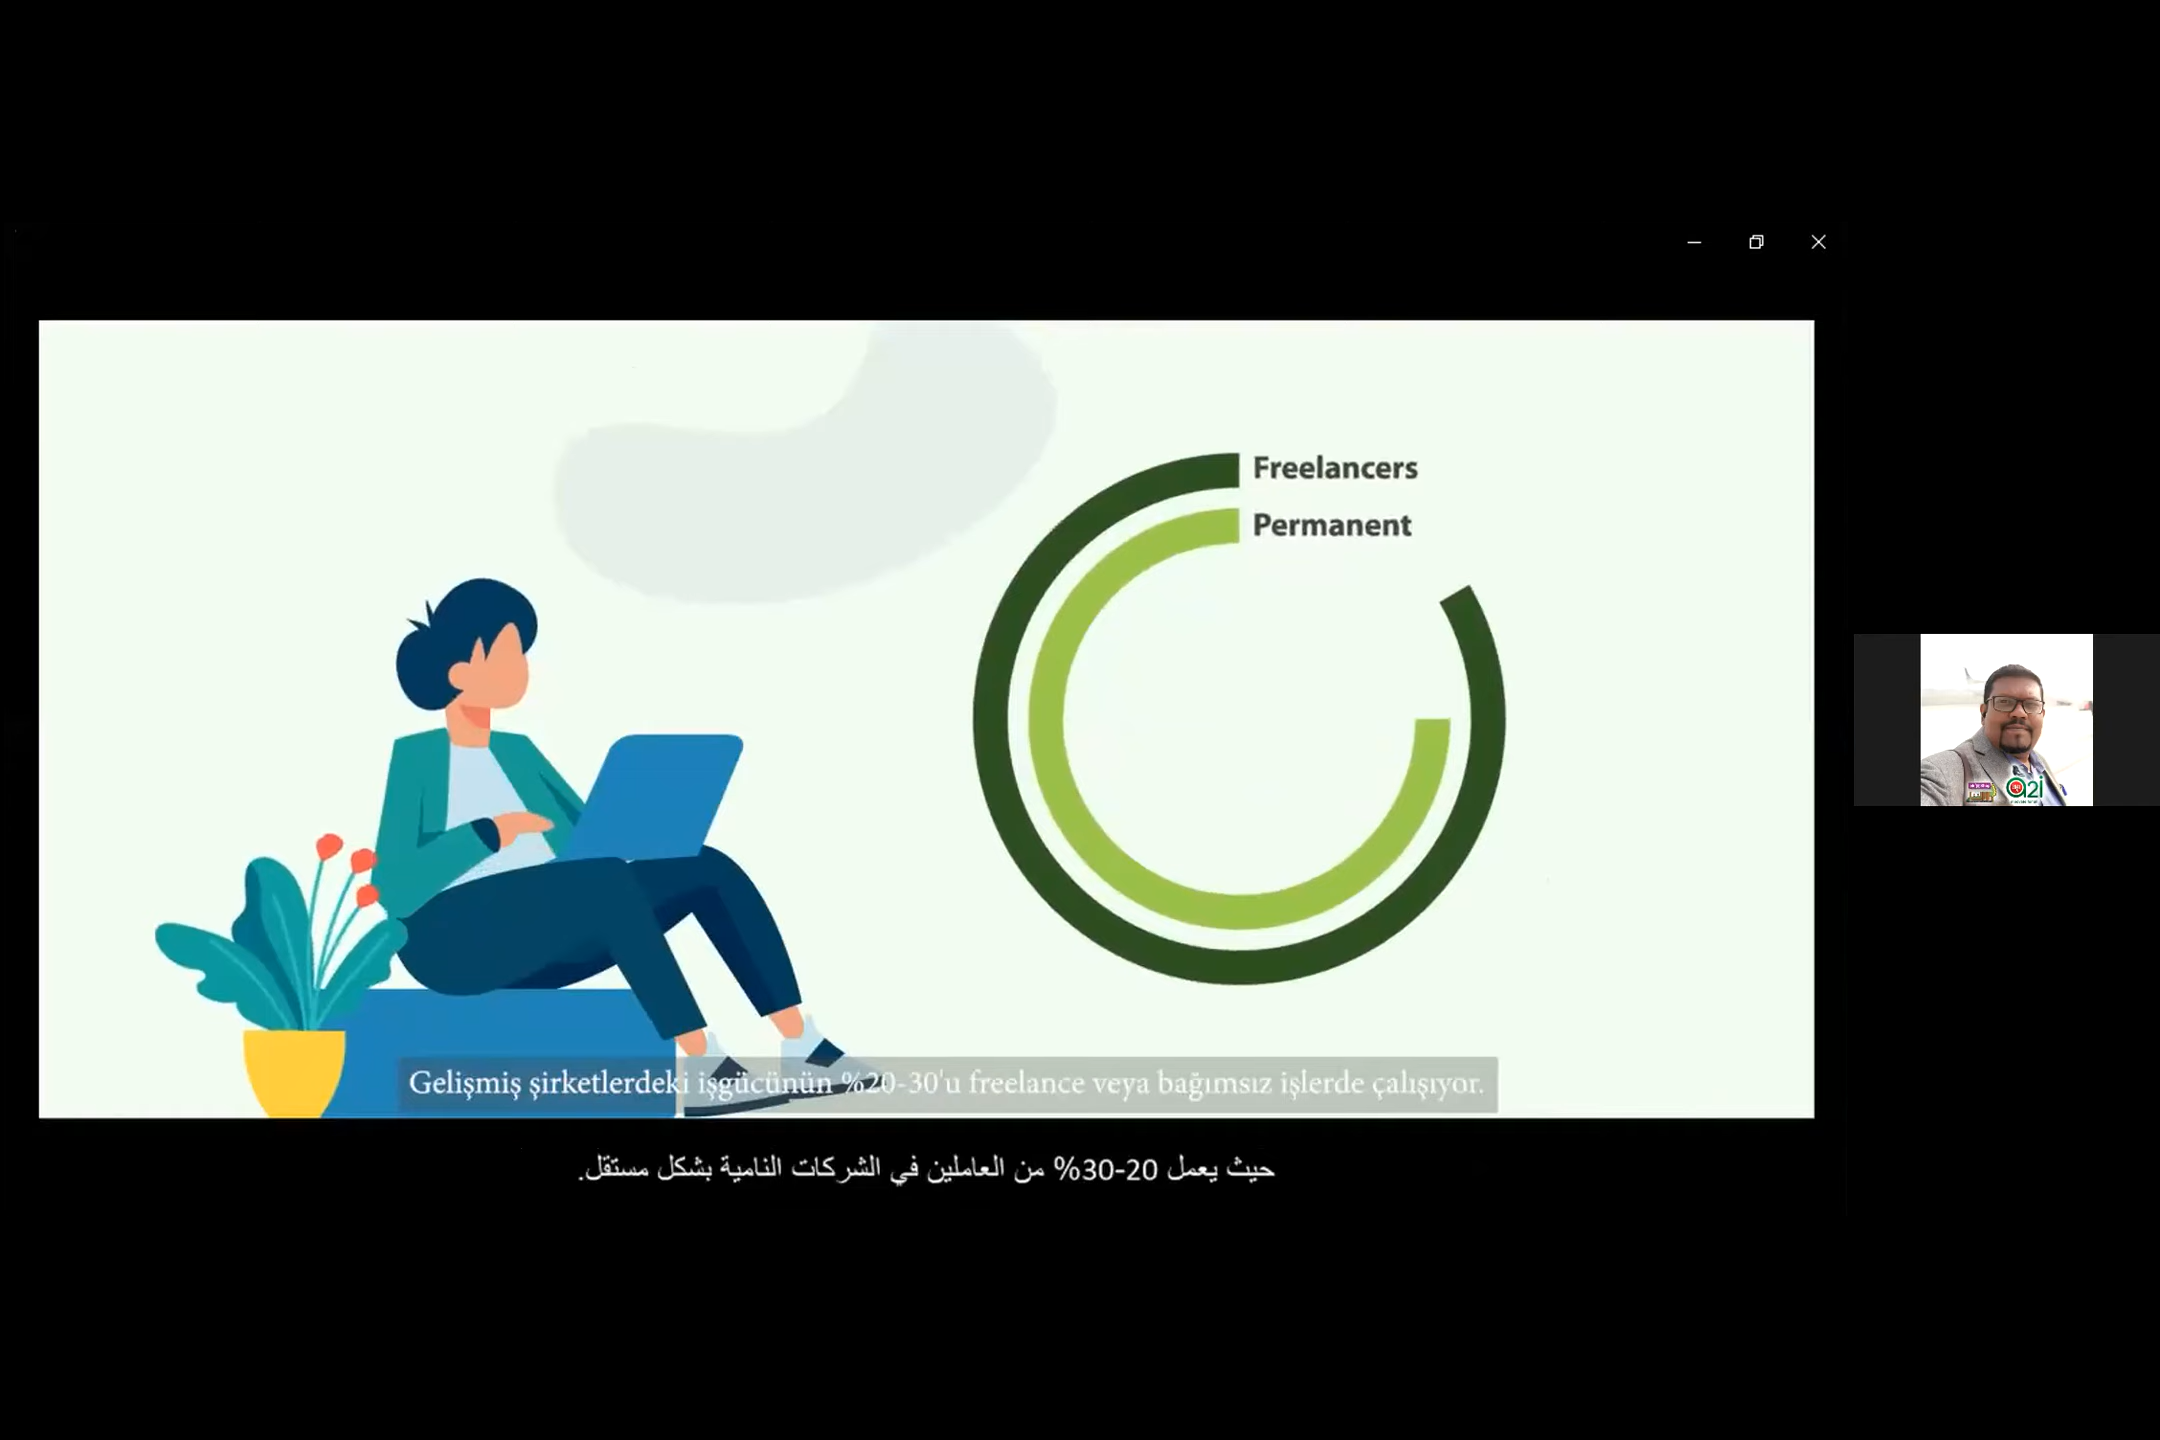 Freelancers
Permanent
Gelişmiş şirketlerdeki işgücünün %20-30'u freelance veya bağımsız işlerde çalışıyor.
حيث يعمل 20-30% من العاملين في الشركات النامية بشكل مستقل.
a2i